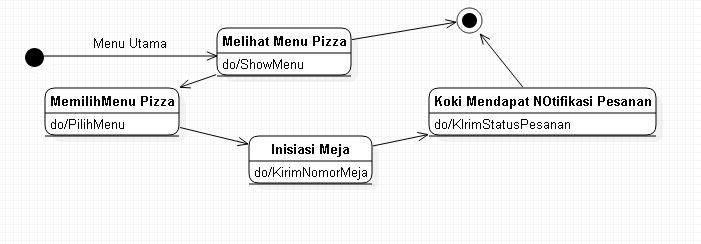 Menu Utama
Melihat Menu Pizza
do/ShowMenu
MemilihMenu Pizza
do/PilihMenu
Inisiasi Meja
do/KirimNomorMeja
Koki Mendapat NOtifikasi Pesanan
do/KIrimStatusPesanan